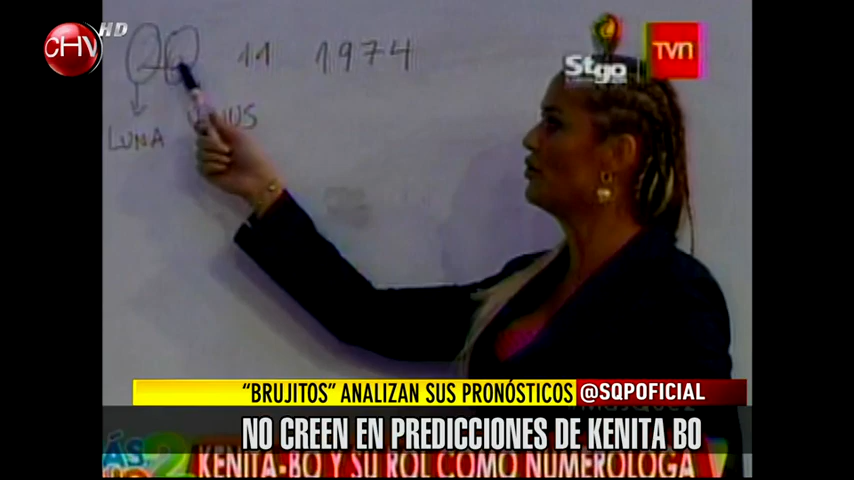 CHV HD
26 11 1974
LUNA
Stgo
TVN
"BRUJITOS" ANALIZAN SUS PRONÓSTICOS @SQPOFICIAL
NO CREEN EN PREDICCIONES DE KENITA BO
KENITA-BO Y SU ROL COMO NUMERÓLOGA